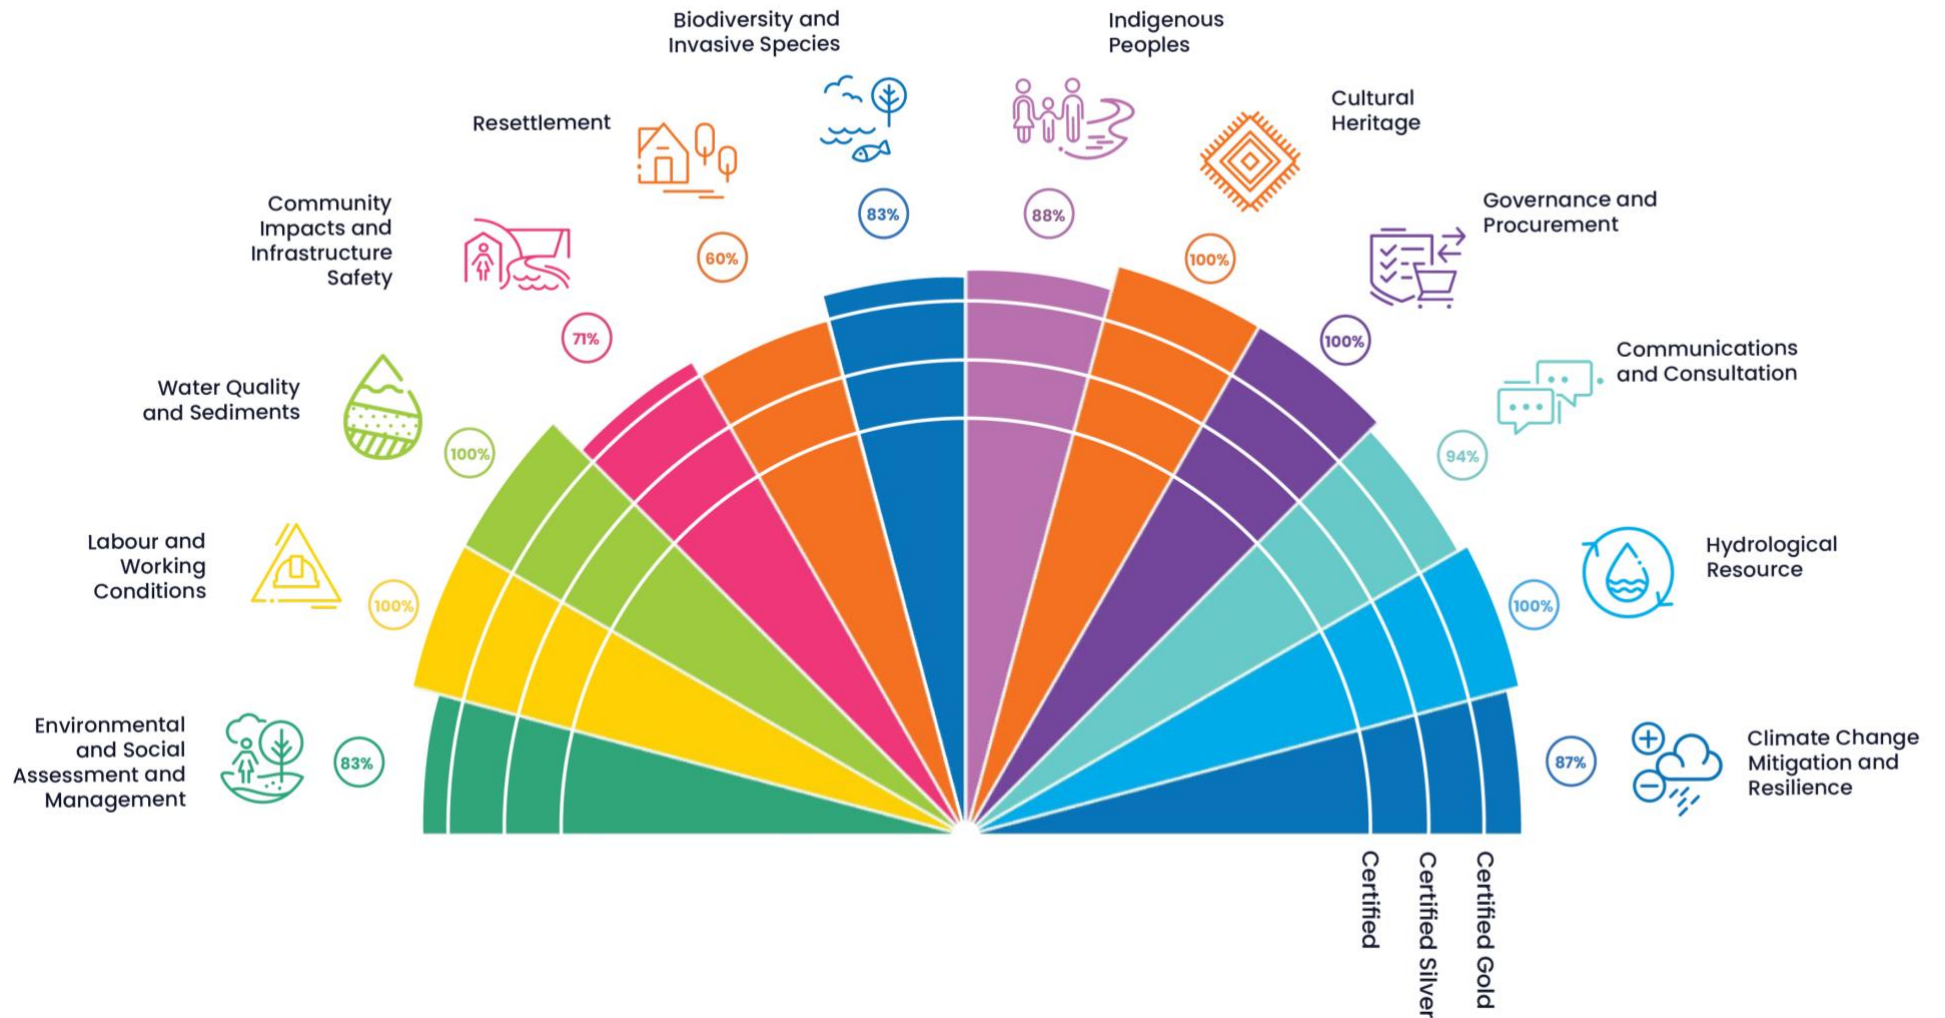 Biodiversity and
Invasive Species
83%
Indigenous
Peoples
88%
Resettlement
60%
Cultural
Heritage
100%
Community
Impacts and
Infrastructure
Safety
71%
Governance and
Procurement
100%
Water Quality
and Sediments
100%
Communications
and Consultation
94%
Labour and
Working
Conditions
100%
Hydrological
Resource
100%
Environmental
and Social
Assessment and
Management
83%
Climate Change
Mitigation and
Resilience
87%
Certified
Certified Silver
Certified Gold